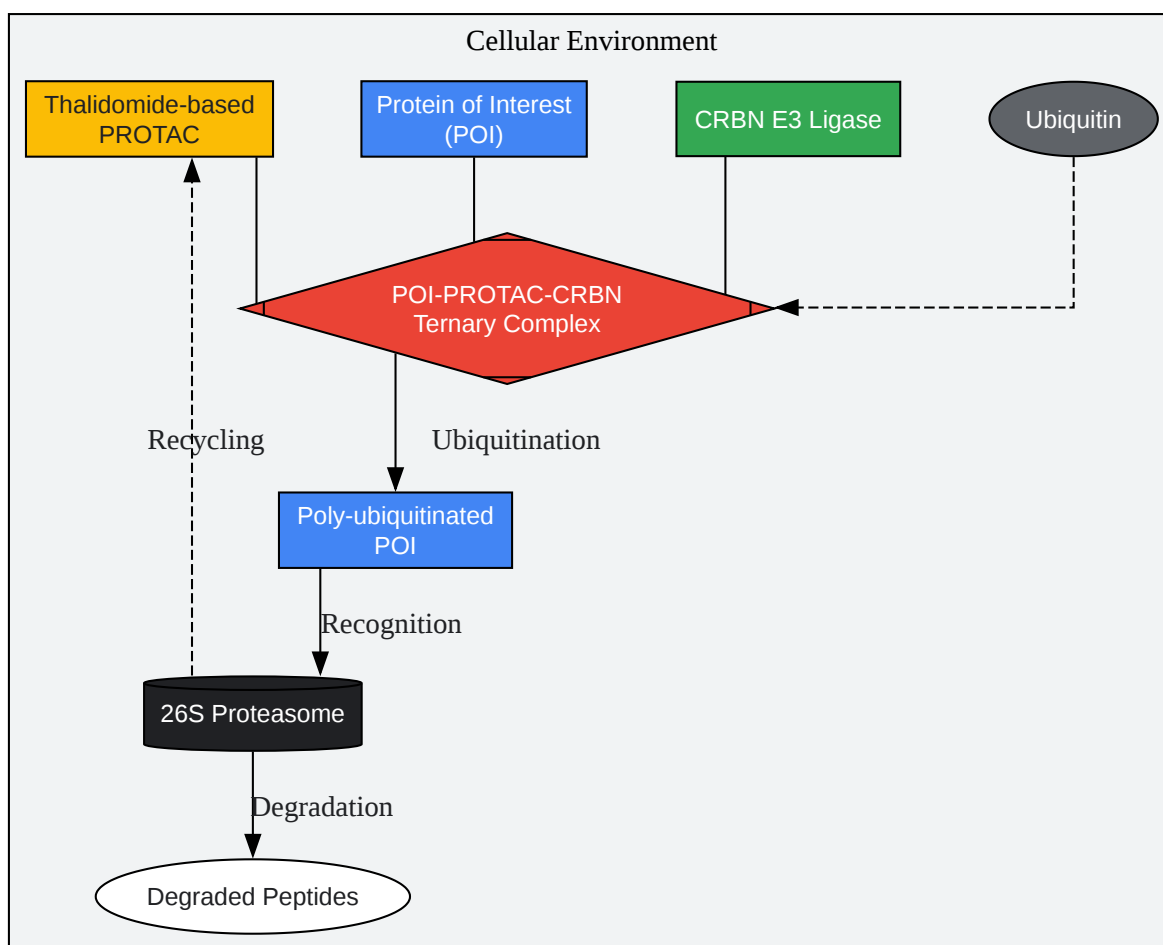 Cellular Environment
Thalidomide-based
PROTAC
Protein of Interest
(POI)
CRBN E3 Ligase
Ubiquitin
POI-PROTAC-CRBN
Ternary Complex
Recycling
Ubiquitination
Poly-ubiquitinated
POI
Recognition
26S Proteasome
Degradation
Degraded Peptides